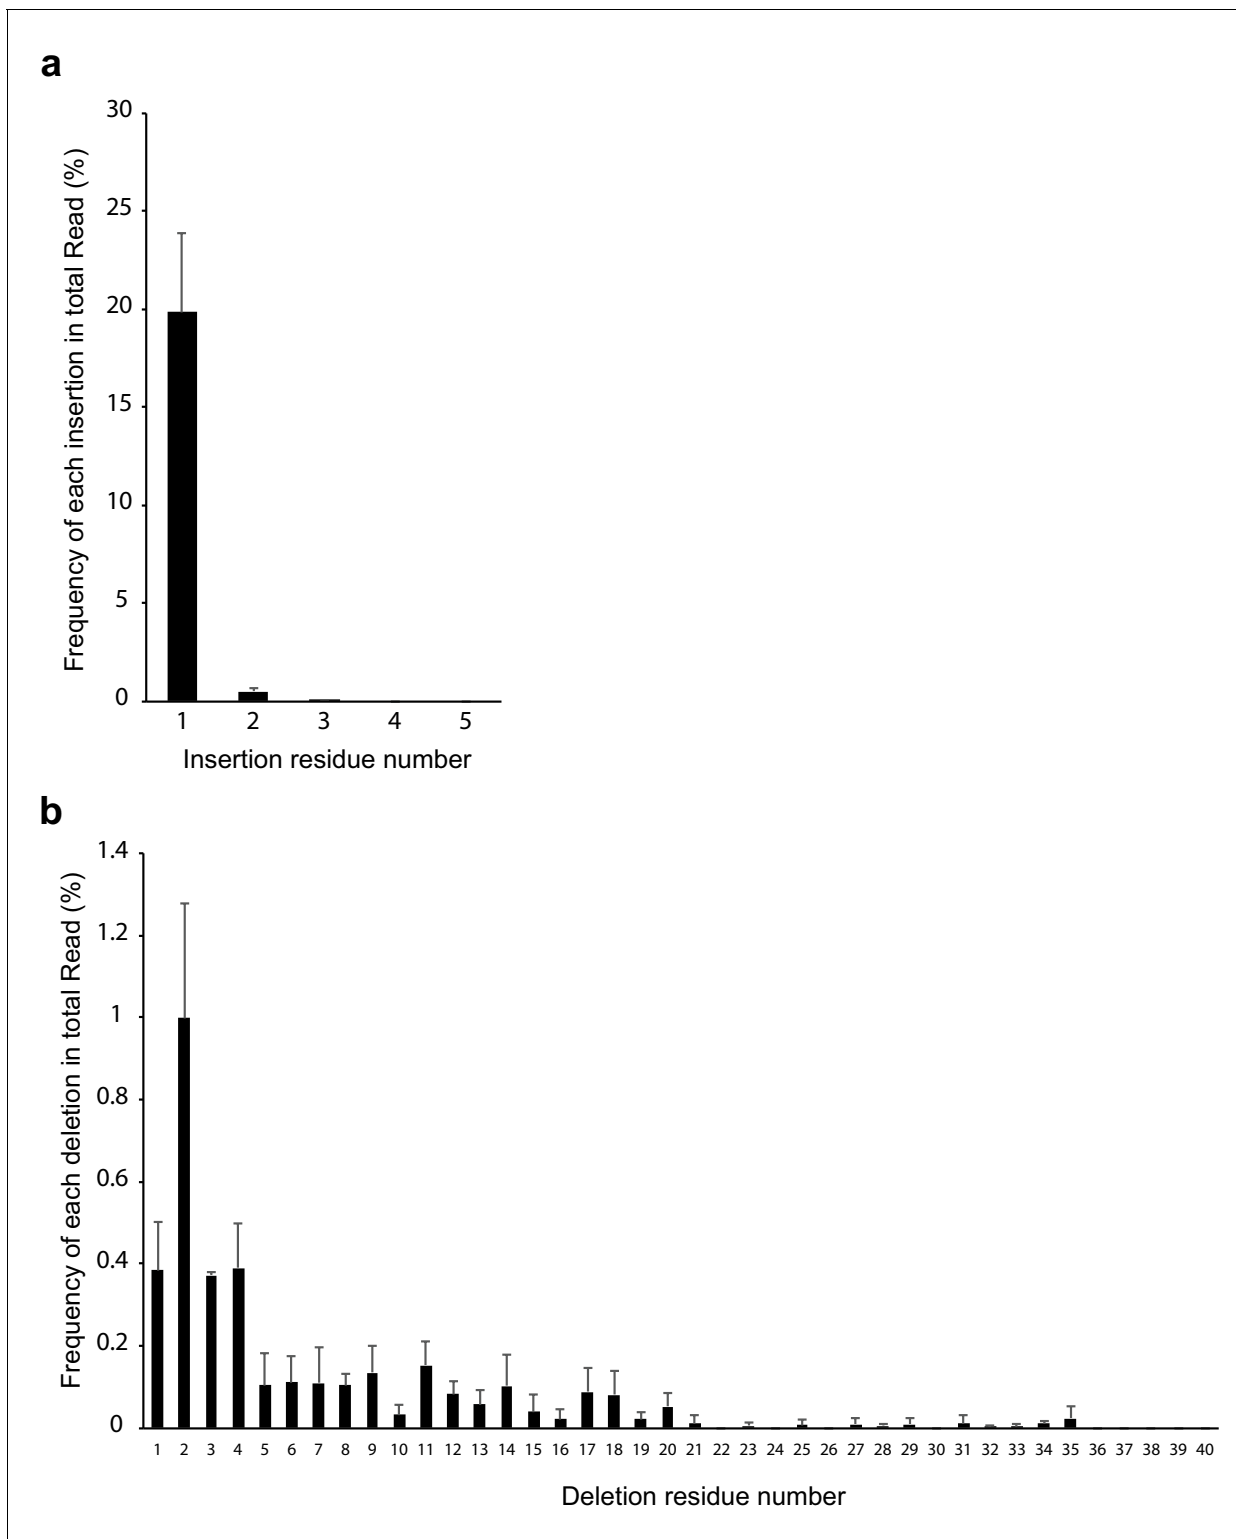 a
Frequency of each insertion in total Read (%)
30
25
20
15
10
5
0
1 2 3 4 5
Insertion residue number
b
Frequency of each deletion in total Read (%)
1.4
1.2
1
0.8
0.6
0.4
0.2
0
1 2 3 4 5 6 7 8 9 10 11 12 13 14 15 16 17 18 19 20 21 22 23 24 25 26 27 28 29 30 31 32 33 34 35 36 37 38 39 40
Deletion residue number